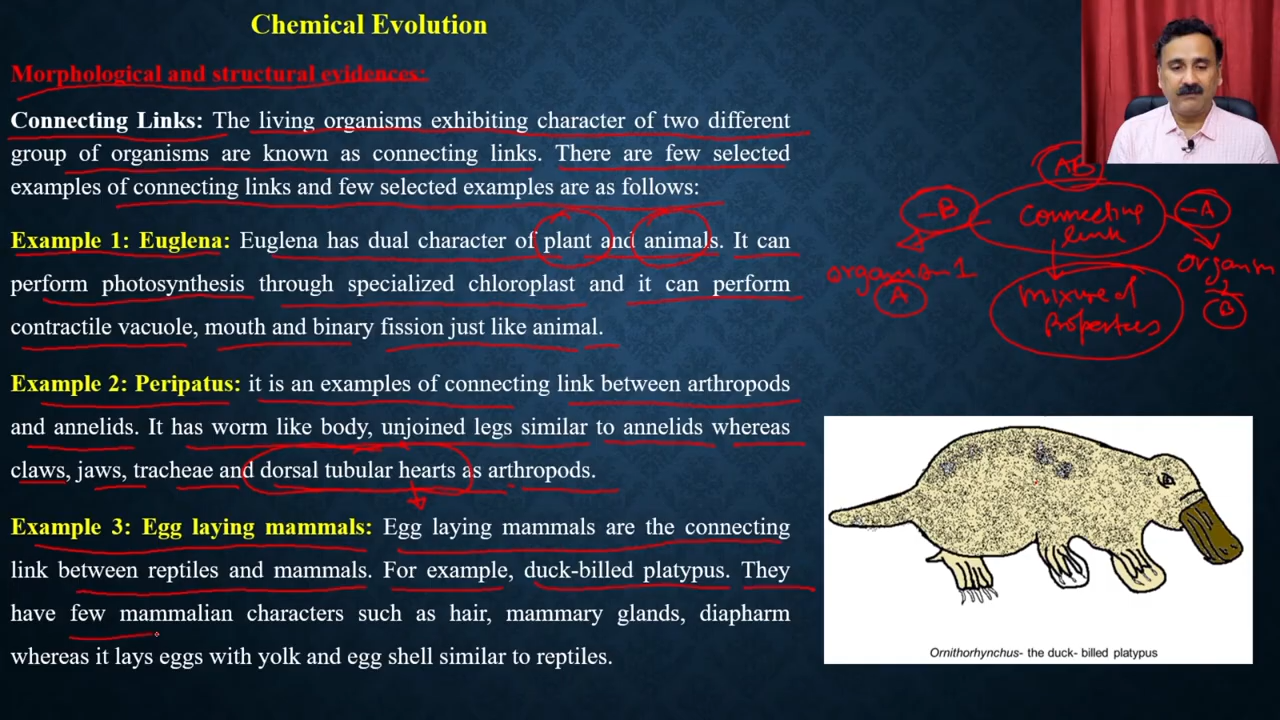 Chemical Evolution
Morphological and structural evidences:
Connecting Links: The living organisms exhibiting character of two different
group of organisms are known as connecting links. There are few selected
examples of connecting links and few selected examples are as follows:
Example 1: Euglena: Euglena has dual character of plant and animals. It can
perform photosynthesis through specialized chloroplast and it can perform
contractile vacuole, mouth and binary fission just like animal.
Example 2: Peripatus: it is an examples of connecting link between arthropods
and annelids. It has worm like body, unjoined legs similar to annelids whereas
claws, jaws, tracheae and dorsal tubular hearts as arthropods.
Example 3: Egg laying mammals: Egg laying mammals are the connecting
link between reptiles and mammals. For example, duck-billed platypus. They
have few mammalian characters such as hair, mammary glands, diapharm
whereas it lays eggs with yolk and egg shell similar to reptiles.
AB
-B
connecting
link
-A
organism-1
A
mixture of
properties
organism
2
B
Ornithorhynchus- the duck- billed platypus